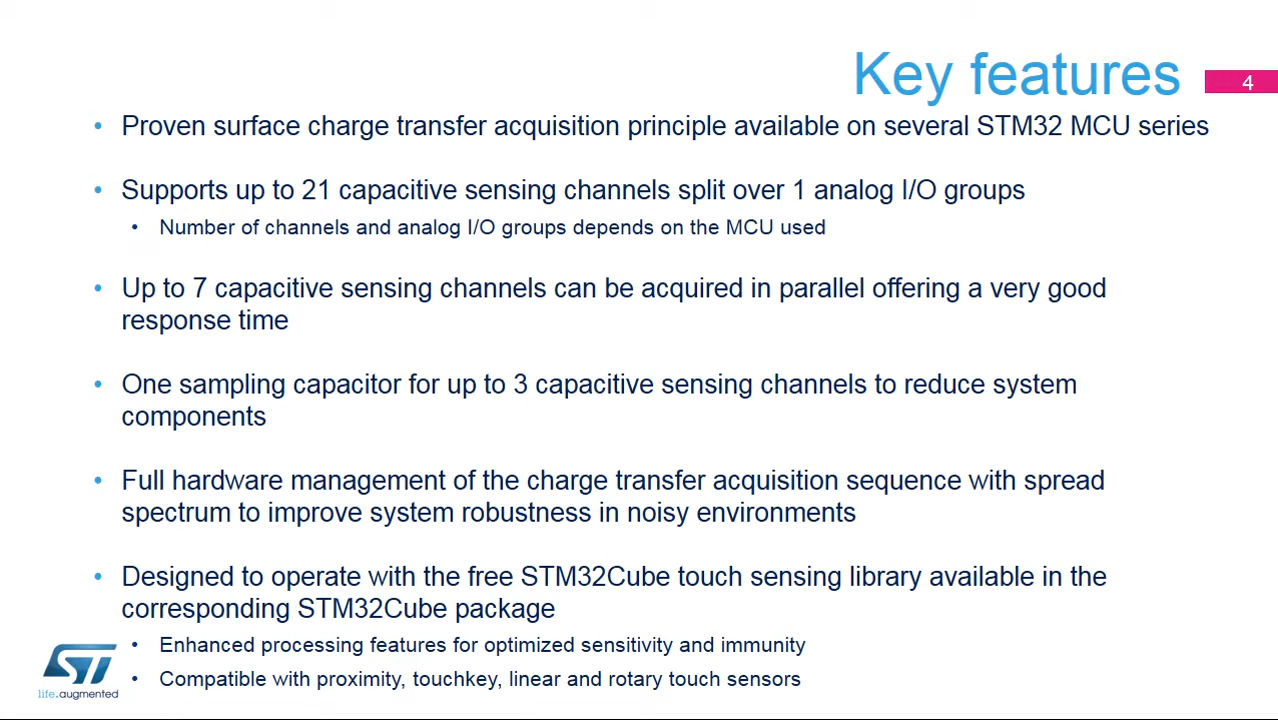 Key features
4
• Proven surface charge transfer acquisition principle available on several STM32 MCU series
• Supports up to 21 capacitive sensing channels split over 1 analog I/O groups
• Number of channels and analog I/O groups depends on the MCU used
• Up to 7 capacitive sensing channels can be acquired in parallel offering a very good
response time
• One sampling capacitor for up to 3 capacitive sensing channels to reduce system
components
• Full hardware management of the charge transfer acquisition sequence with spread
spectrum to improve system robustness in noisy environments
• Designed to operate with the free STM32Cube touch sensing library available in the
corresponding STM32Cube package
• Enhanced processing features for optimized sensitivity and immunity
• Compatible with proximity, touchkey, linear and rotary touch sensors
ST
life.augmented